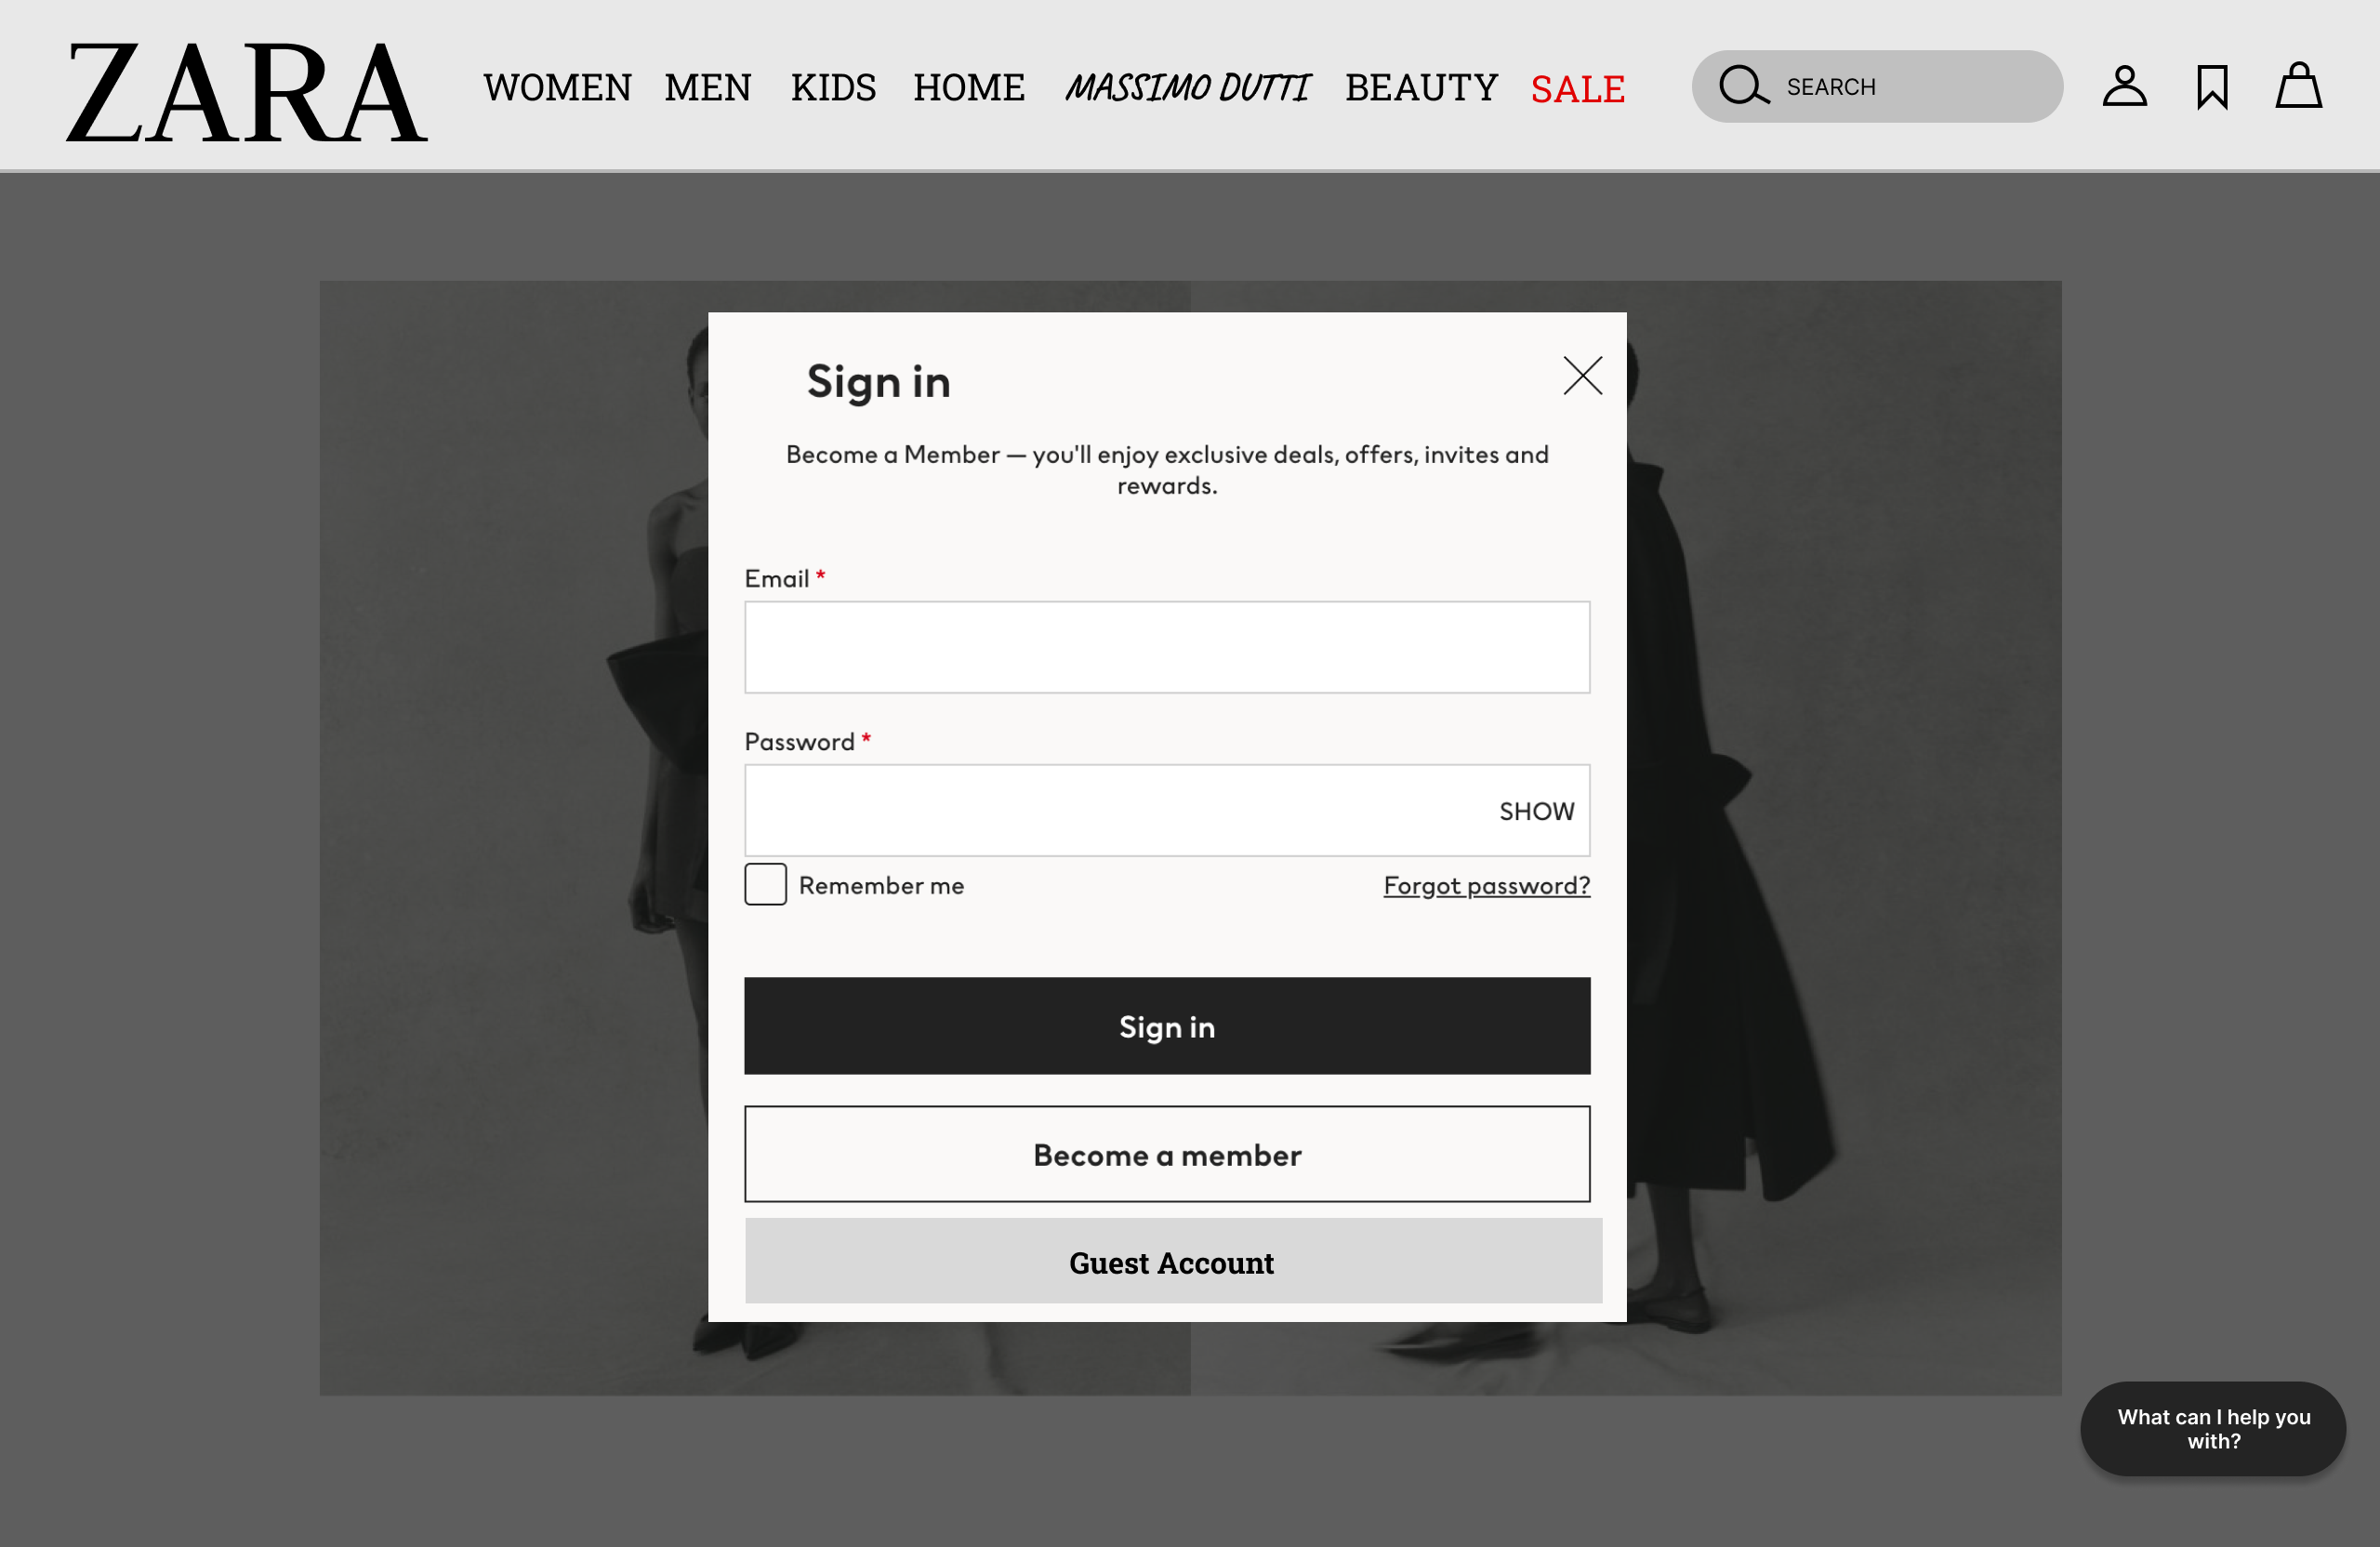 ZARA
WOMEN MEN KIDS HOME MASSIMO DUTTI BEAUTY SALE
SEARCH
Sign in
Become a Member — you'll enjoy exclusive deals, offers, invites and
rewards.
Email *
Password *
SHOW
Remember me
Forgot password?
Sign in
Become a member
Guest Account
What can I help you
with?